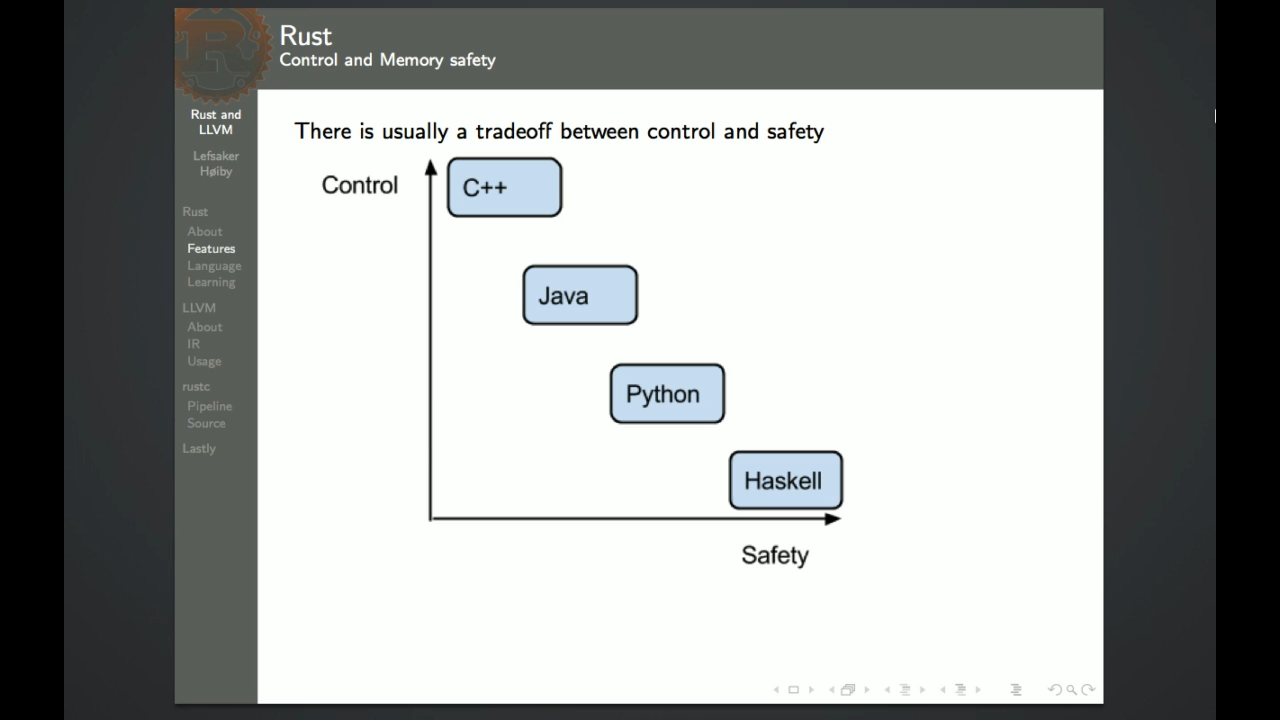 Rust
Control and Memory safety
Rust and
LLVM
Lefsaker
Høiby
Rust
About
Features
Language
Learning
LLVM
About
IR
Usage
rustc
Pipeline
Source
Lastly
There is usually a tradeoff between control and safety
Control
C++
Java
Python
Haskell
Safety